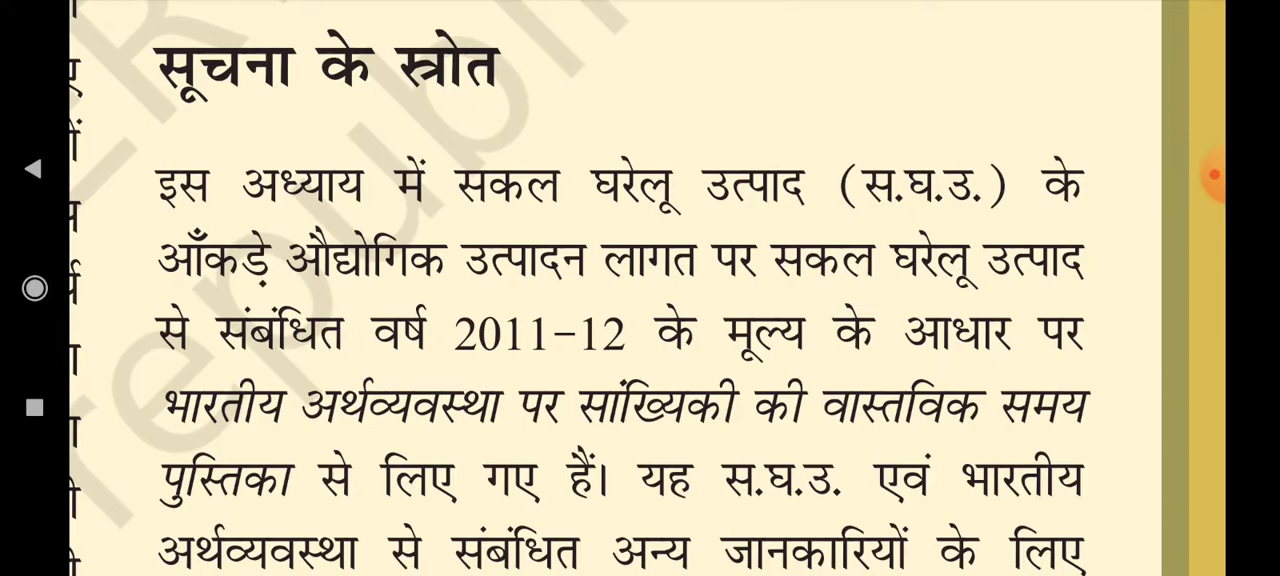 सूचना के स्त्रोत
इस अध्याय में सकल घरेलू उत्पाद (स.घ.उ.) के
आँकड़े औद्योगिक उत्पादन लागत पर सकल घरेलू उत्पाद
से संबंधित वर्ष 2011-12 के मूल्य के आधार पर
भारतीय अर्थव्यवस्था पर सांख्यिकी की वास्तविक समय
पुस्तिका से लिए गए हैं। यह स.घ.उ. एवं भारतीय
अर्थव्यवस्था से संबंधित अन्य जानकारियों के लिए